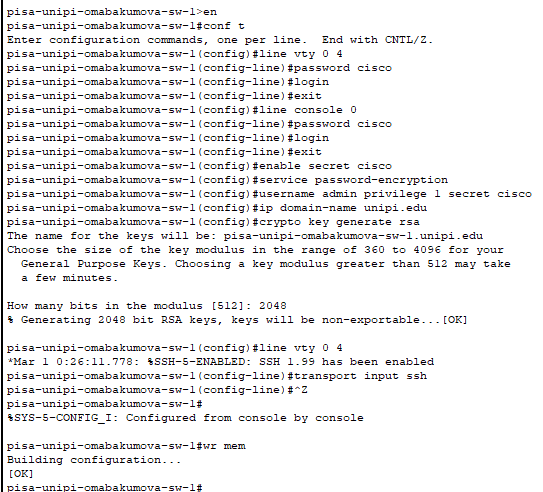 pisa-unipi-omabakumova-sw-1>en
pisa-unipi-omabakumova-sw-1#conf t
Enter configuration commands, one per line.  End with CNTL/Z.
pisa-unipi-omabakumova-sw-1(config)#line vty 0 4
pisa-unipi-omabakumova-sw-1(config-line)#password cisco
pisa-unipi-omabakumova-sw-1(config-line)#login
pisa-unipi-omabakumova-sw-1(config-line)#exit
pisa-unipi-omabakumova-sw-1(config)#line console 0
pisa-unipi-omabakumova-sw-1(config-line)#password cisco
pisa-unipi-omabakumova-sw-1(config-line)#login
pisa-unipi-omabakumova-sw-1(config-line)#exit
pisa-unipi-omabakumova-sw-1(config)#enable secret cisco
pisa-unipi-omabakumova-sw-1(config)#service password-encryption
pisa-unipi-omabakumova-sw-1(config)#username admin privilege 1 secret cisco
pisa-unipi-omabakumova-sw-1(config)#ip domain-name unipi.edu
pisa-unipi-omabakumova-sw-1(config)#crypto key generate rsa
The name for the keys will be: pisa-unipi-omabakumova-sw-1.unipi.edu
Choose the size of the key modulus in the range of 360 to 4096 for your
  General Purpose Keys. Choosing a key modulus greater than 512 may take
  a few minutes.

How many bits in the modulus [512]: 2048
% Generating 2048 bit RSA keys, keys will be non-exportable...[OK]

pisa-unipi-omabakumova-sw-1(config)#line vty 0 4
*Mar 1 0:26:11.778: %SSH-5-ENABLED: SSH 1.99 has been enabled
pisa-unipi-omabakumova-sw-1(config-line)#transport input ssh
pisa-unipi-omabakumova-sw-1(config-line)#^Z
pisa-unipi-omabakumova-sw-1#
%SYS-5-CONFIG_I: Configured from console by console

pisa-unipi-omabakumova-sw-1#wr mem
Building configuration...
[OK]
pisa-unipi-omabakumova-sw-1#